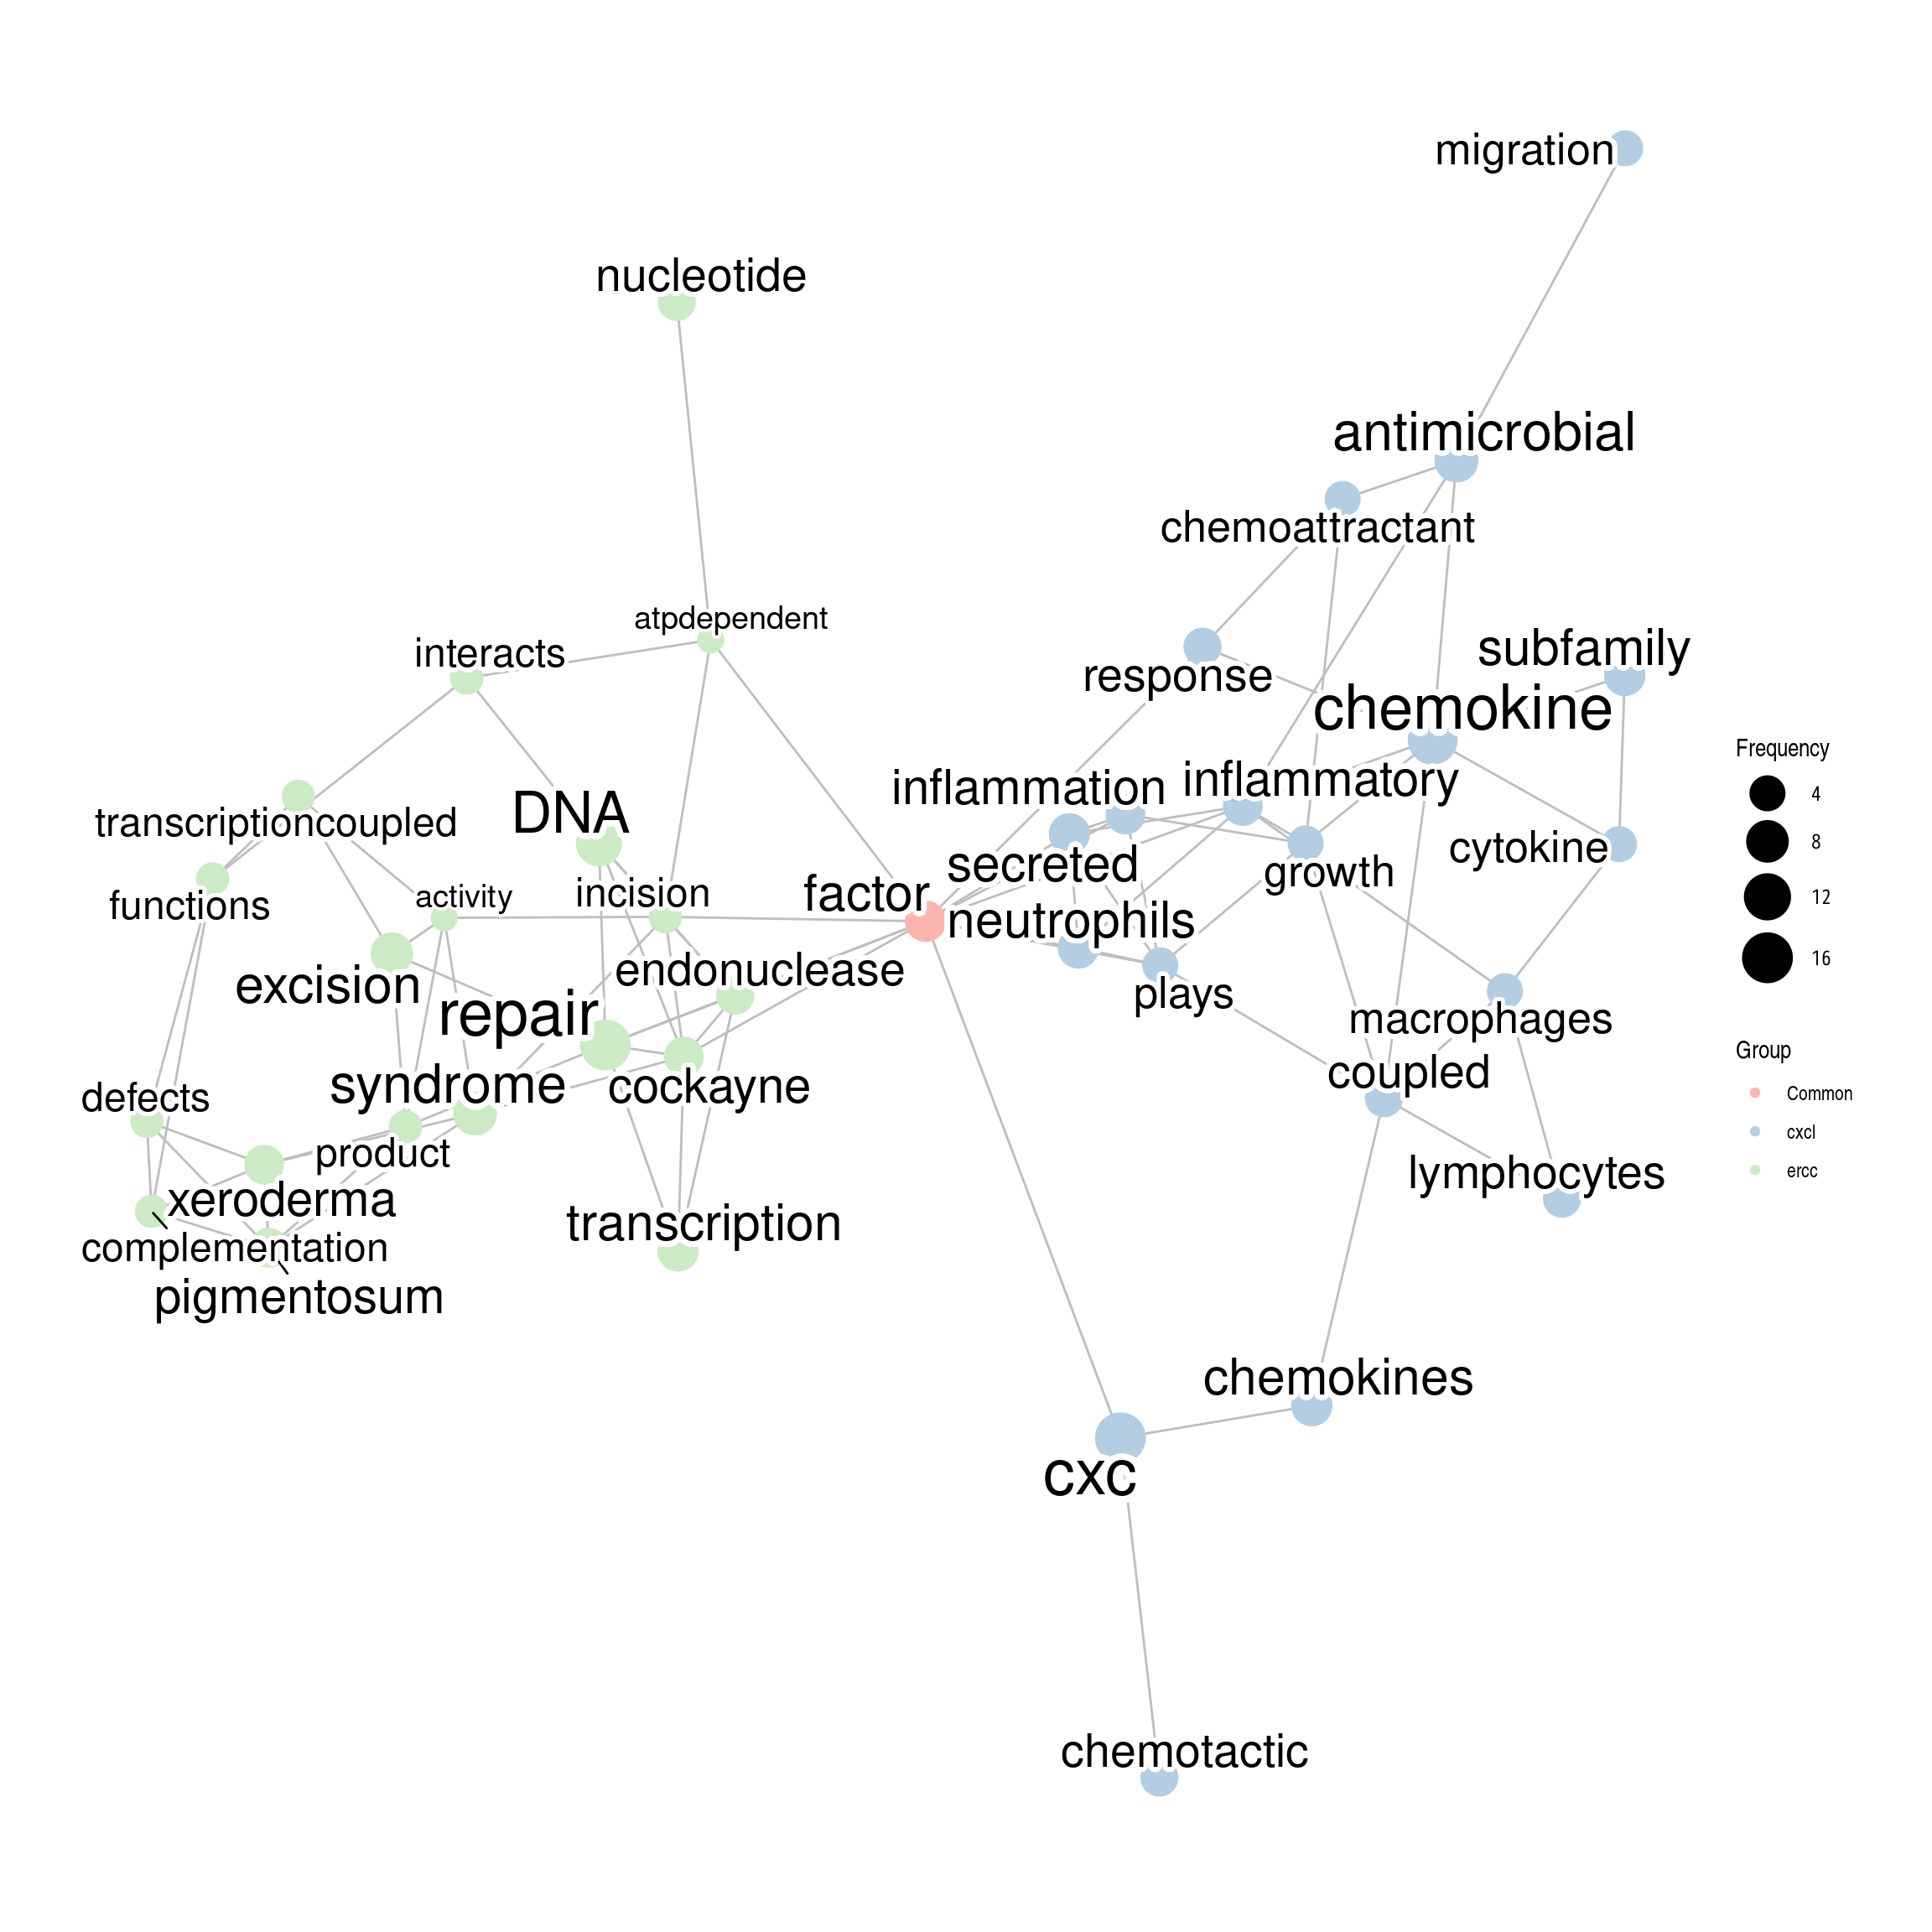 migration
nucleotide
antimicrobial
chemoattractant
atpdependent
interacts
subfamily
response
chemokine
Frequency
inflammation
inflammatory
4
DNA
transcriptioncoupled
8
cytokine
secreted
growth
activity
incision
factor
12
functions
neutrophils
16
endonuclease
excision
plays
repair
macrophages
Group
coupled
syndrome
cockayne
defects
Common
cxcl
product
lymphocytes
ercc
xeroderma
transcription
complementation
pigmentosum
chemokines
cxc
chemotactic